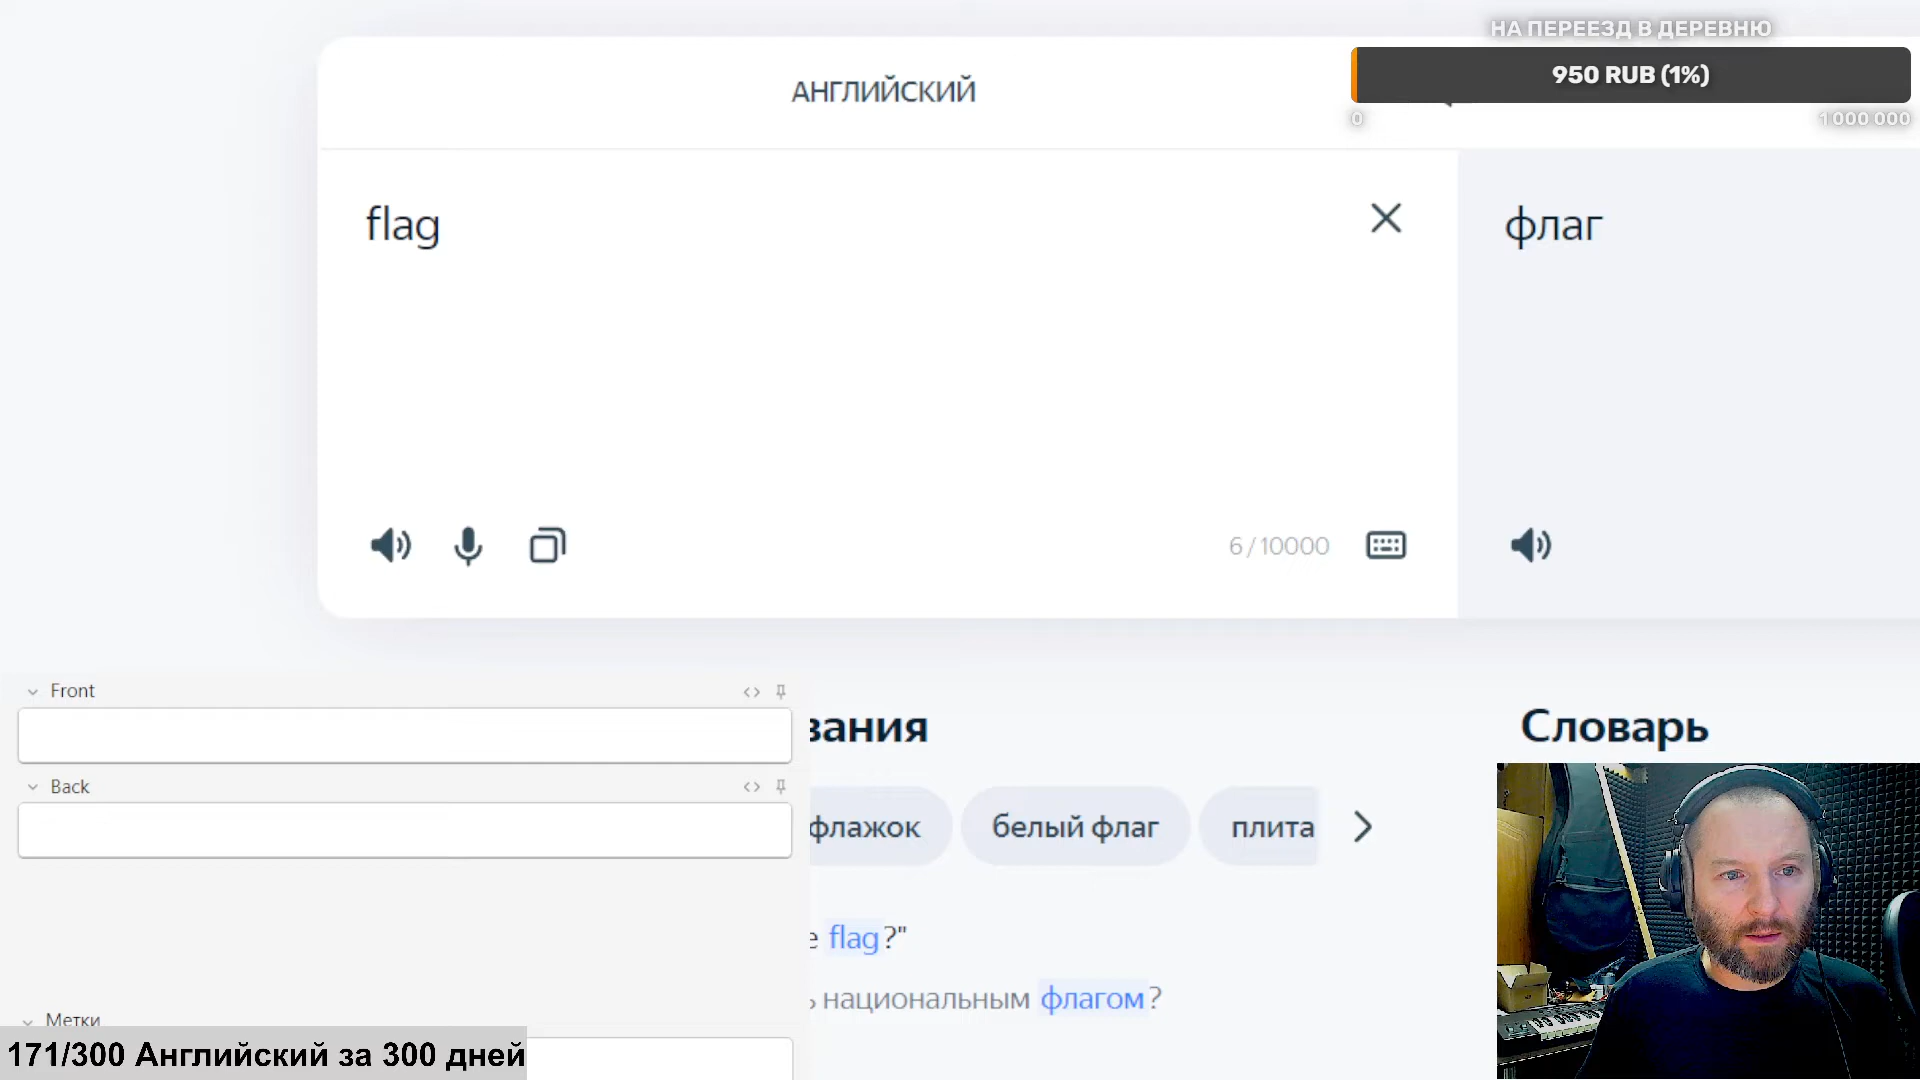 НА ПЕРЕЕЗД В ДЕРЕВНЮ
950 RUB (1%)
0
1 000 000
АНГЛИЙСКИЙ
flag
флаг
6 / 10000
Front
Back
вания
Словарь
флажок
белый флаг
плита
e flag?"
ь национальным флагом?
Метки
171/300 Английский за 300 дней